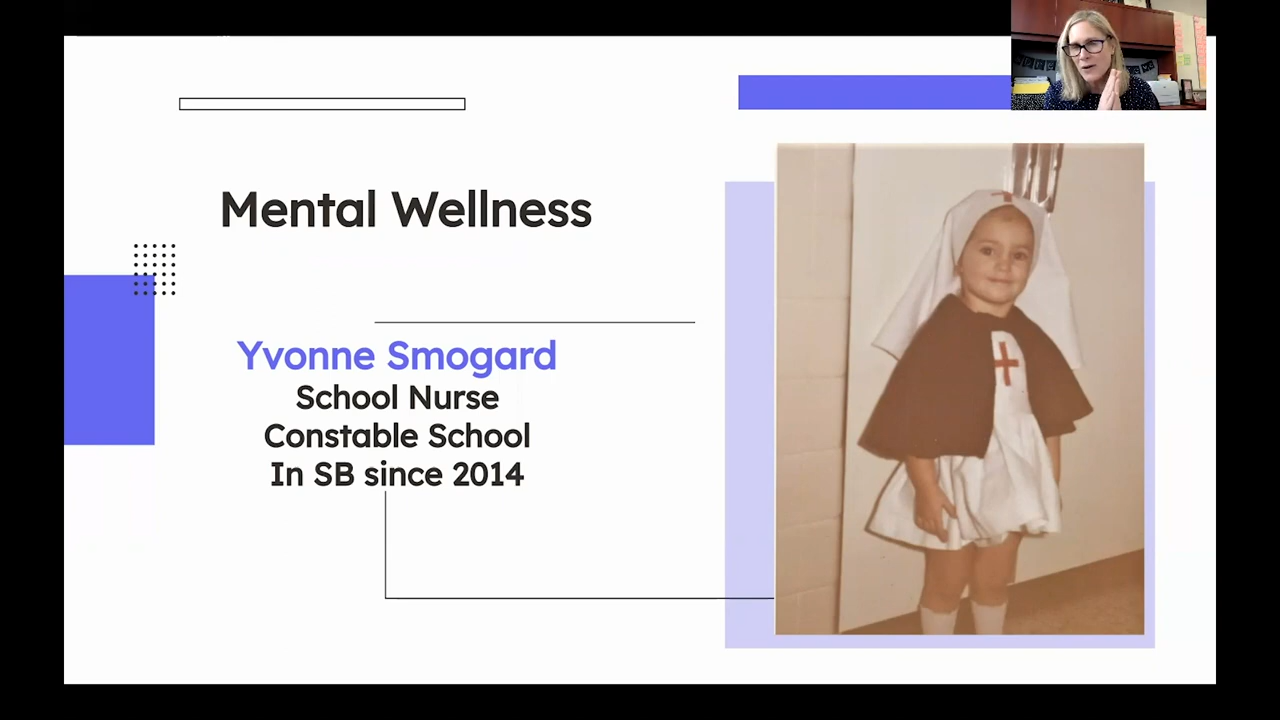 Mental Wellness
Yvonne Smogard
School Nurse
Constable School
In SB since 2014